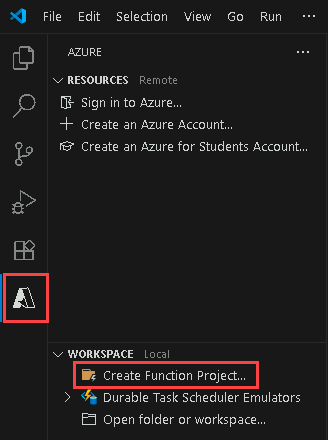 File Edit Selection View Go Run ...
AZURE ...
RESOURCES Remote
Sign in to Azure...
Create an Azure Account...
Create an Azure for Students Account...
WORKSPACE Local
Create Function Project...
Durable Task Scheduler Emulators
Open folder or workspace...